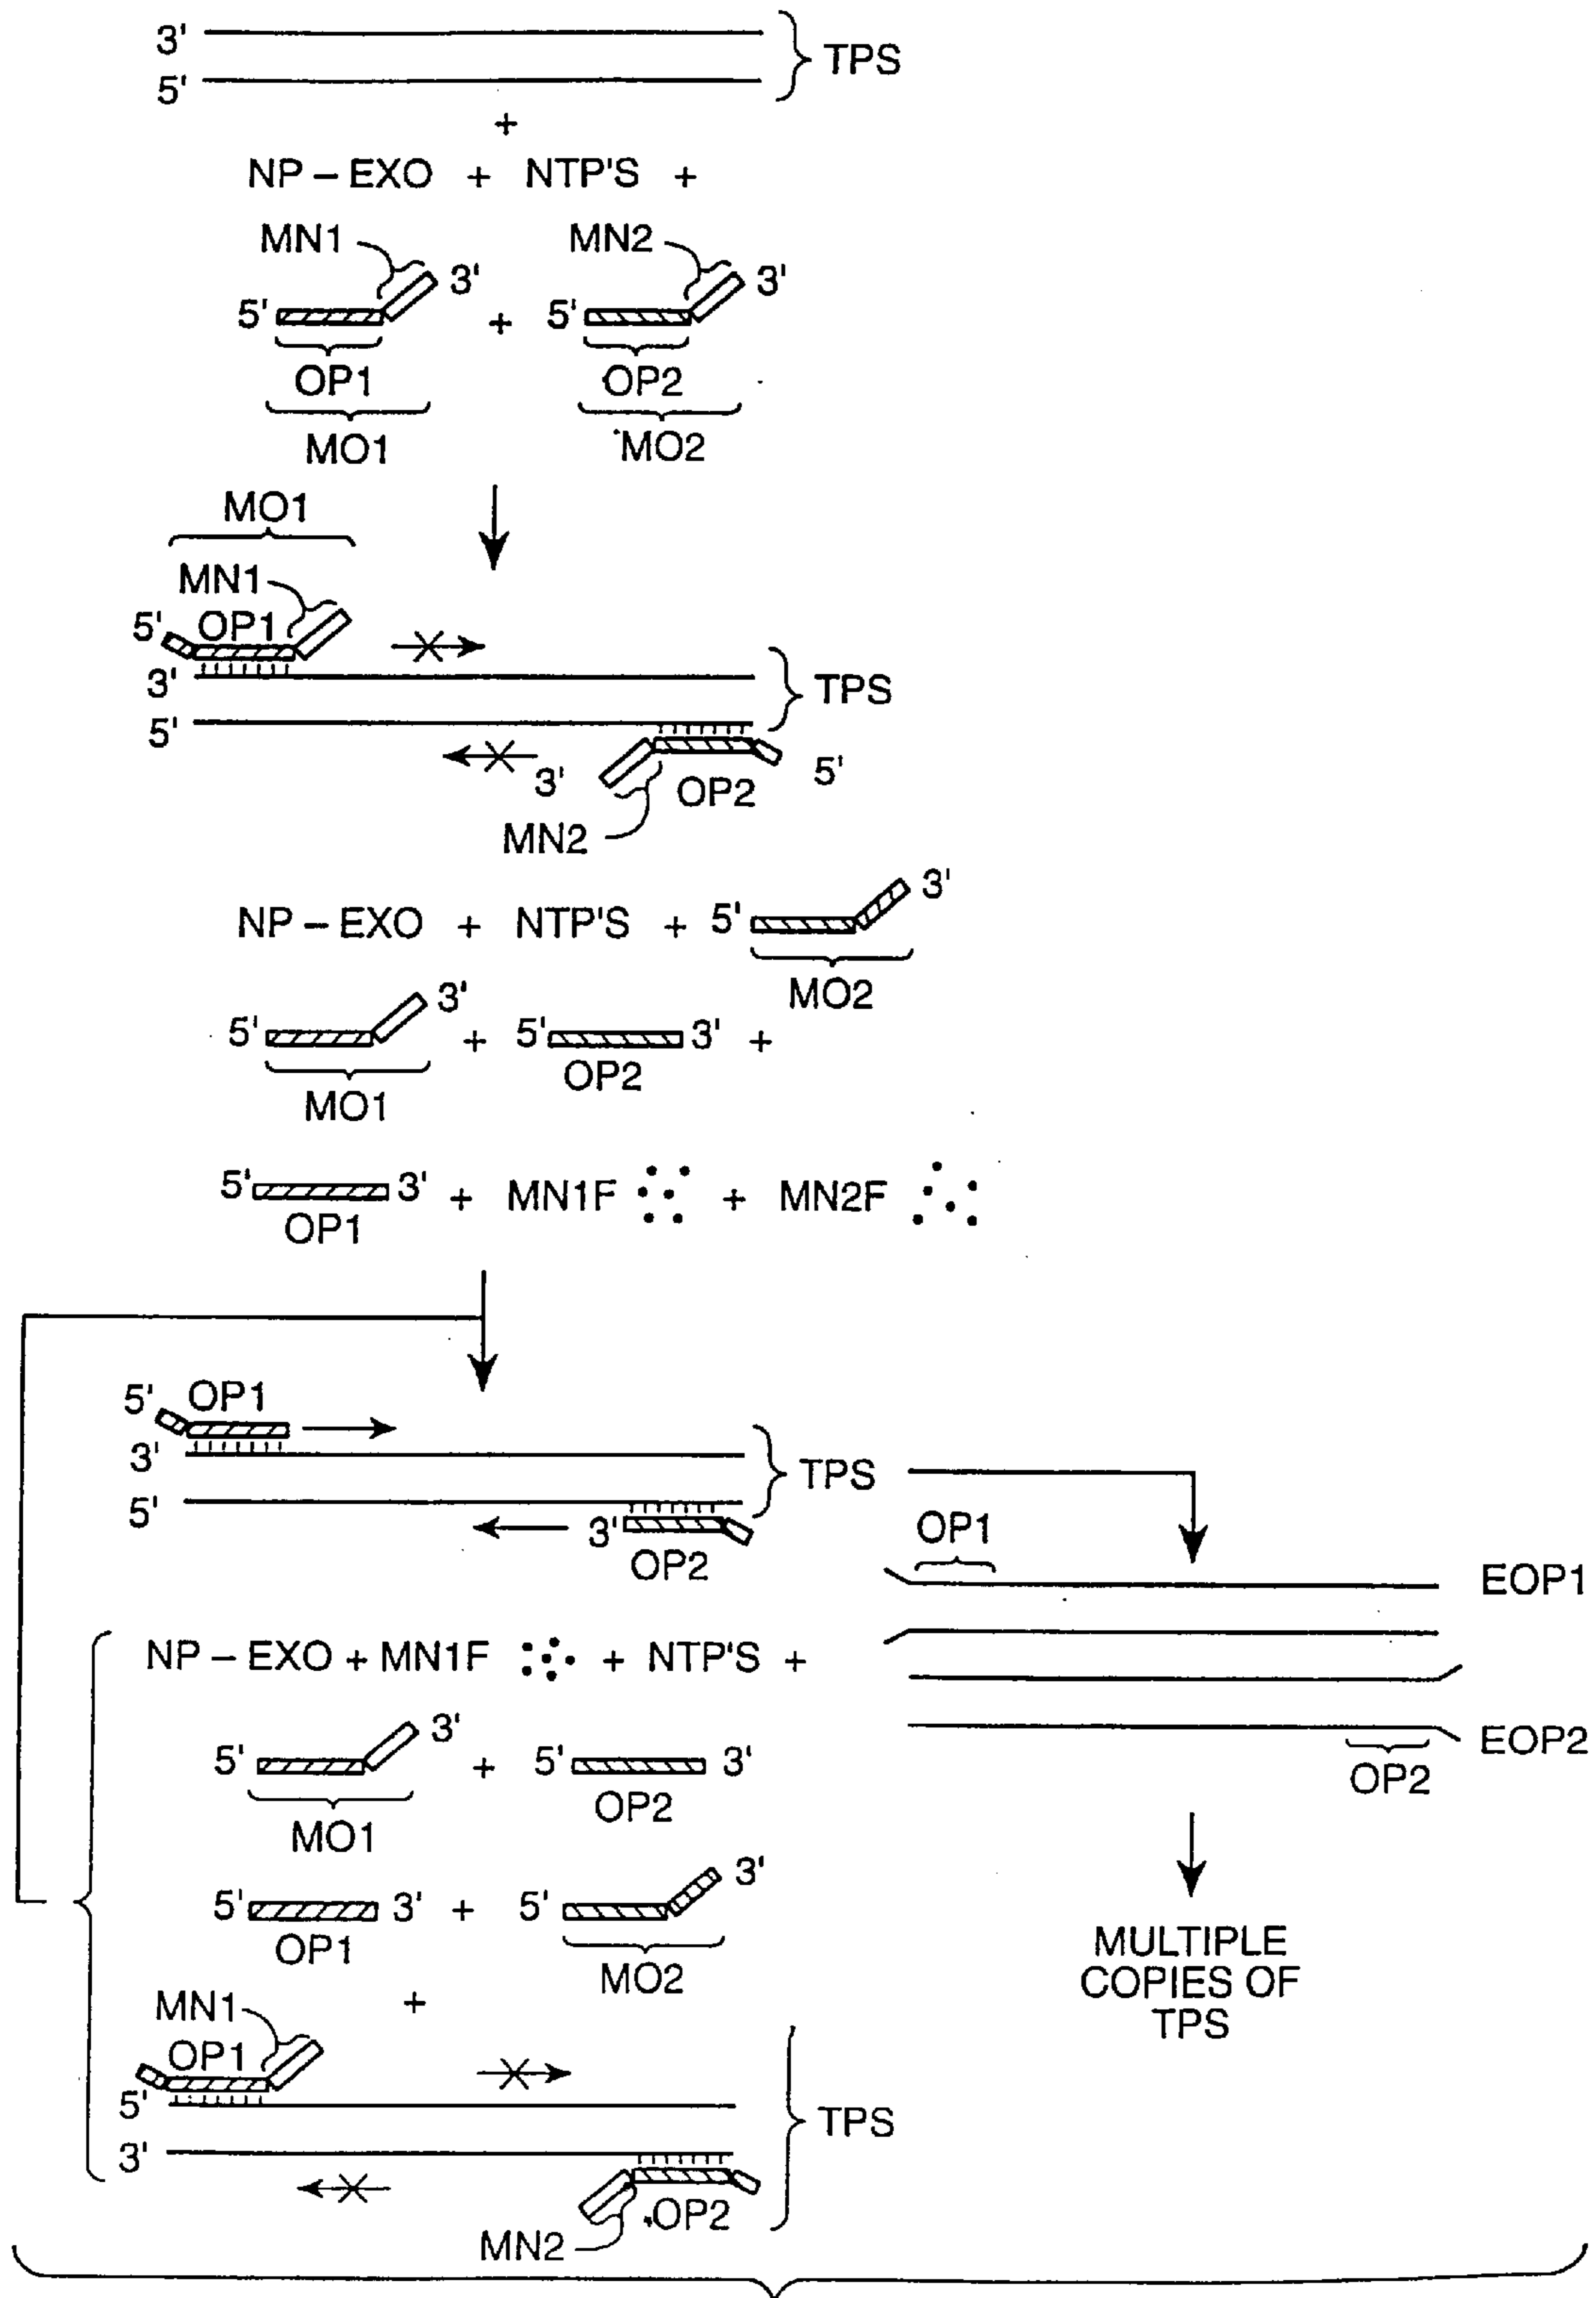 3'
5'
TPS
+
NP – EXO + NTP'S +
MN1 MN2
5' 3' + 5' 3'
OP1 OP2
MO1 MO2
MO1
MN1
5' OP1
3'
TPS
5'
3' OP2 5'
MN2
NP – EXO + NTP'S + 5' 3'
MO2
5' 3' + 5' 3' +
MO1 OP2
5' 3' + MN1F + MN2F
OP1
5' OP1
3'
TPS
5'
3'
OP2
OP1
EOP1
EOP2
OP2
MULTIPLE
COPIES OF
TPS
NP – EXO + MN1F + NTP'S +
5' 3' + 5' 3'
MO1 OP2
5' 3' + 5' 3'
OP1 MO2
+
MN1
OP1
5'
TPS
3'
OP2
MN2